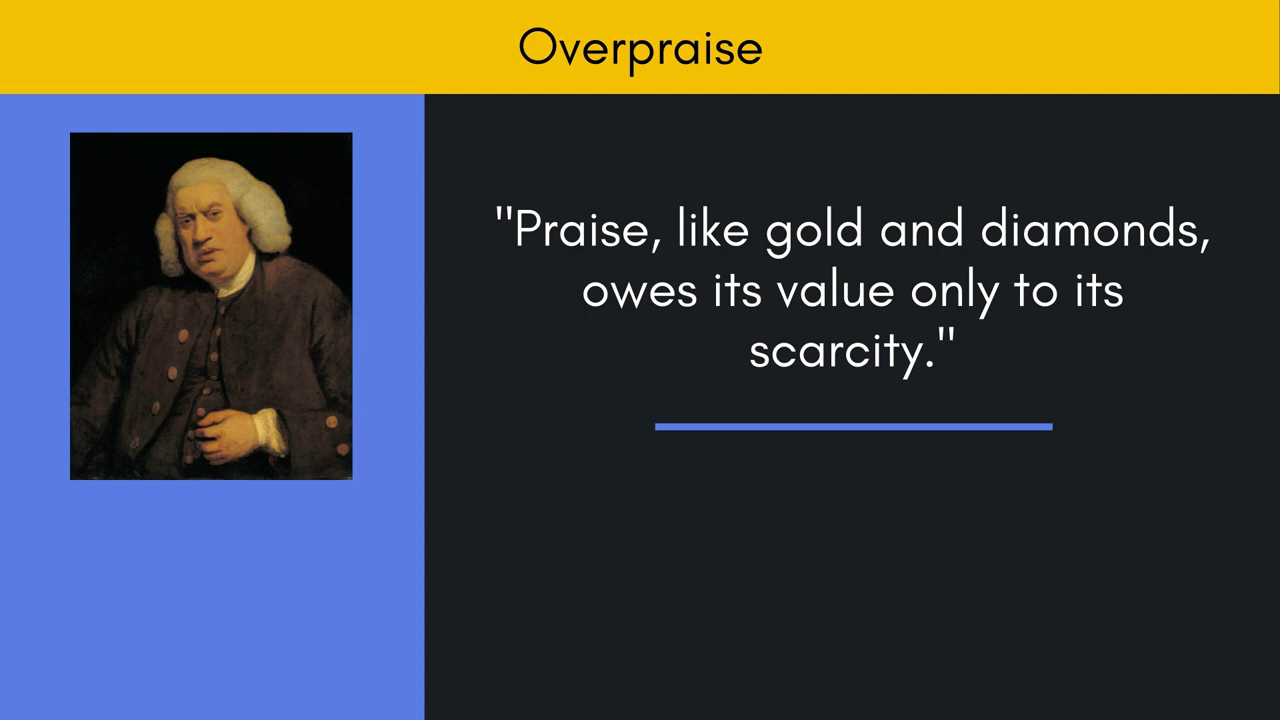 Overpraise
"Praise, like gold and diamonds,
owes its value only to its
scarcity."